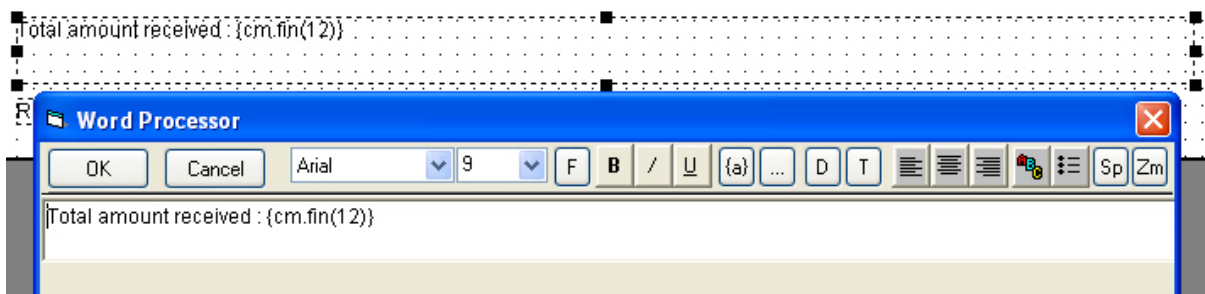 Total amount received : {cm.fin(12)}
R
Word Processor
OK Cancel Arial 9 F B / U {a} ... D T ABC Sp Zm
Total amount received : {cm.fin(12)}